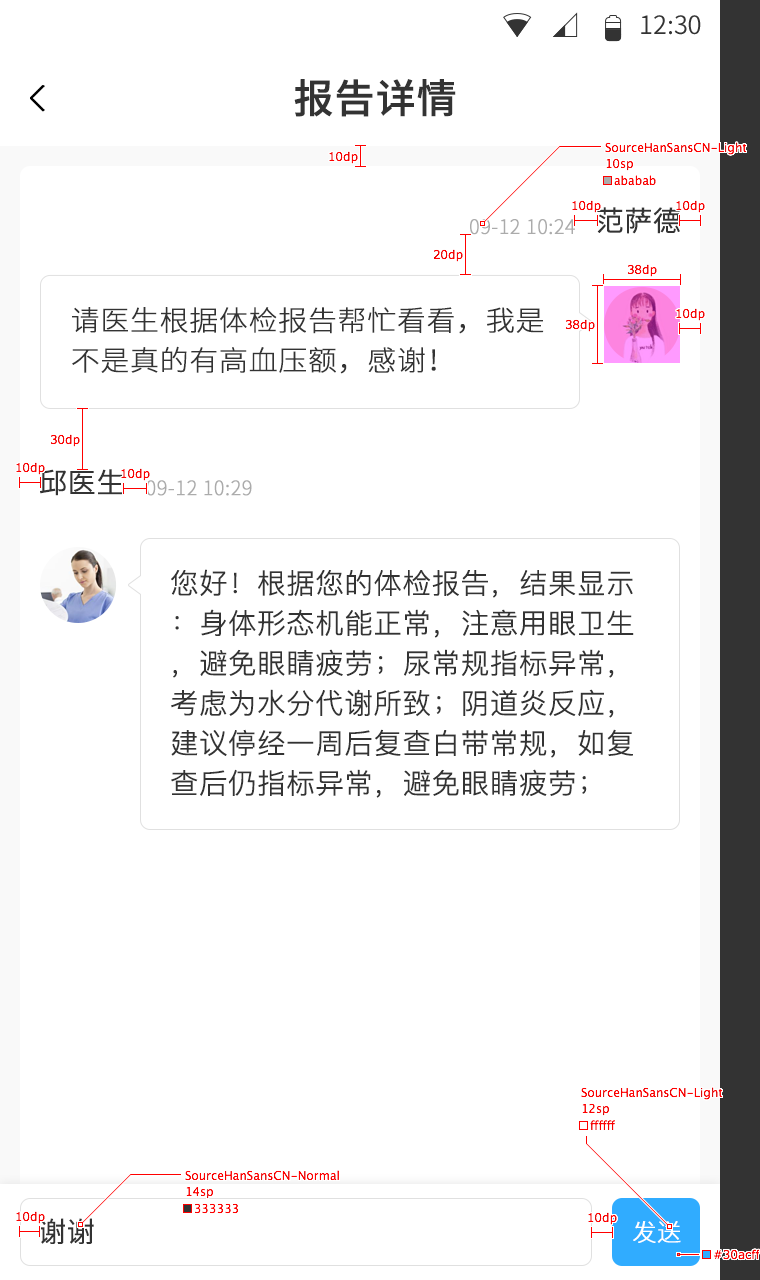 12:30
报告详情
10dp
SourceHanSansCN-Light
10sp
ababab
10dp
10dp
09-12 10:24
范萨德
20dp
38dp
请医生根据体检报告帮忙看看，我是
不是真的有高血压额，感谢！
38dp
10dp
30dp
10dp
10dp
邱医生
09-12 10:29
您好！根据您的体检报告，结果显示
：身体形态机能正常，注意用眼卫生
，避免眼睛疲劳；尿常规指标异常，
考虑为水分代谢所致；阴道炎反应，
建议停经一周后复查白带常规，如复
查后仍指标异常，避免眼睛疲劳；
SourceHanSansCN-Light
12sp
ffffff
SourceHanSansCN-Normal
14sp
333333
10dp
谢谢
10dp
发送
#30acff